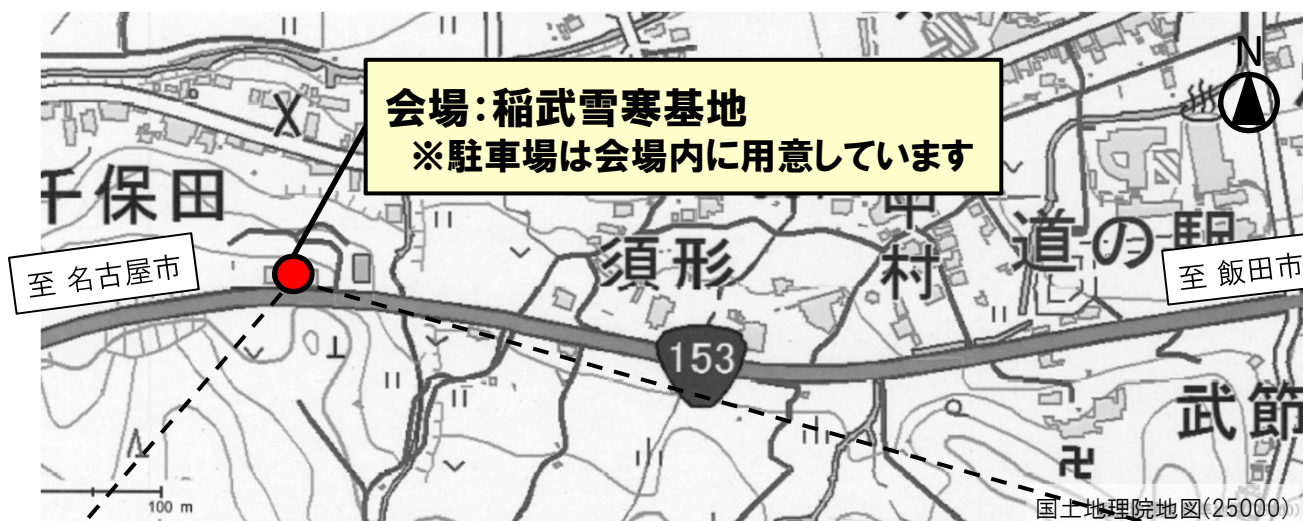 N
会場：稲武雪寒基地
※駐車場は会場内に用意しています
千保田
中村
道の駅
須形
至 名古屋市
至 飯田市
153
武節
100 m
国土地理院地図(25000)